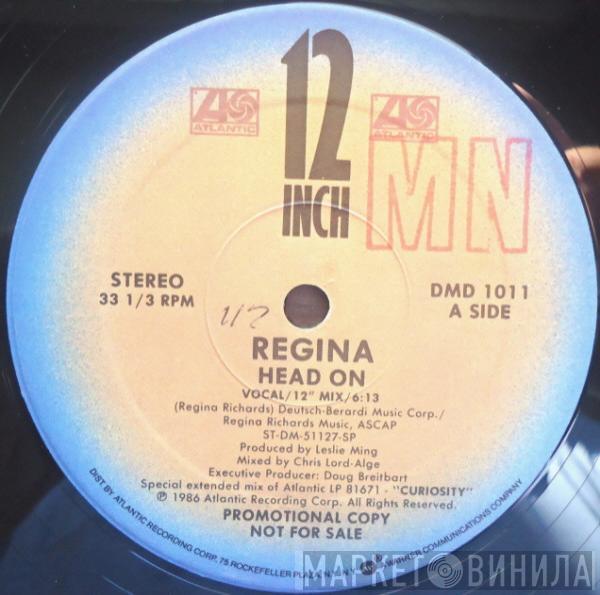 12
INCH
ATLANTIC
ATLANTIC
MN
STEREO
33 1/3 RPM
DMD 1011
A SIDE
REGINA
HEAD ON
VOCAL/12" MIX/6:13
(Regina Richards) Deutsch-Berardi Music Corp./
Regina Richards Music, ASCAP
ST-DM-51127-SP
Produced by Leslie Ming
Mixed by Chris Lord-Alge
Executive Producer: Doug Breitbart
Special extended mix of Atlantic LP 81671 - "CURIOSITY"
℗ 1986 Atlantic Recording Corp. All Rights Reserved.
PROMOTIONAL COPY
NOT FOR SALE
DIST. BY ATLANTIC RECORDING CORP., 75 ROCKEFELLER PLAZA, N.Y. N.Y. A WARNER COMMUNICATIONS COMPANY
МАРКЕТ ВИНИЛА